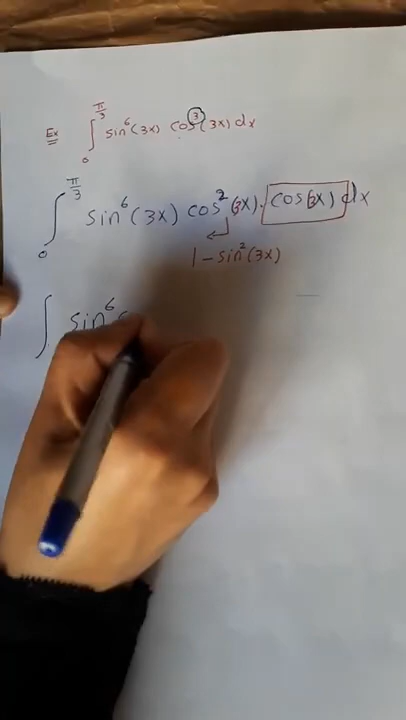 Ex ∫₀^(π/3) sin⁶(3x) cos³(3x) dx
∫₀^(π/3) sin⁶(3x) cos²(3x) · cos(3x) dx
1 - sin²(3x)
∫ sin⁶